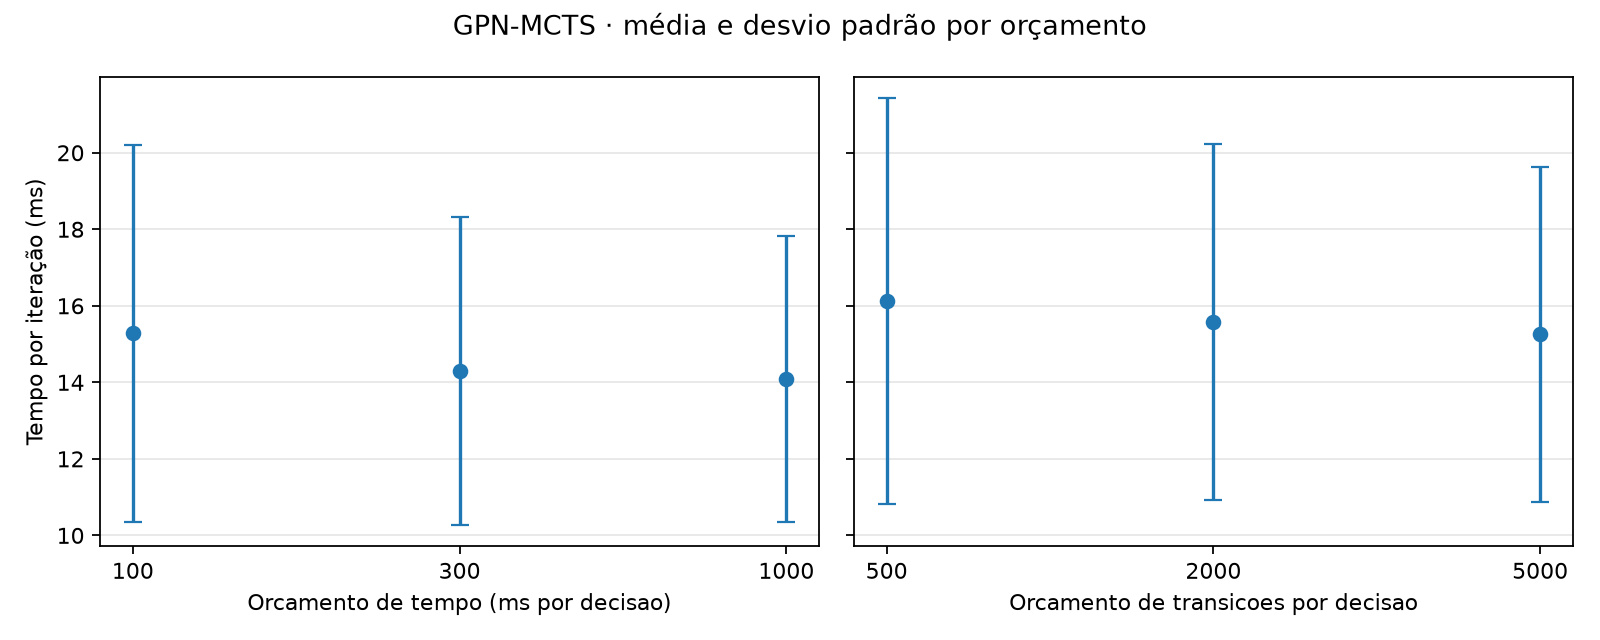 GPN-MCTS · média e desvio padrão por orçamento
Tempo por iteração (ms)
20
18
16
14
12
10
100 300 1000
Orcamento de tempo (ms por decisao)
500 2000 5000
Orcamento de transicoes por decisao